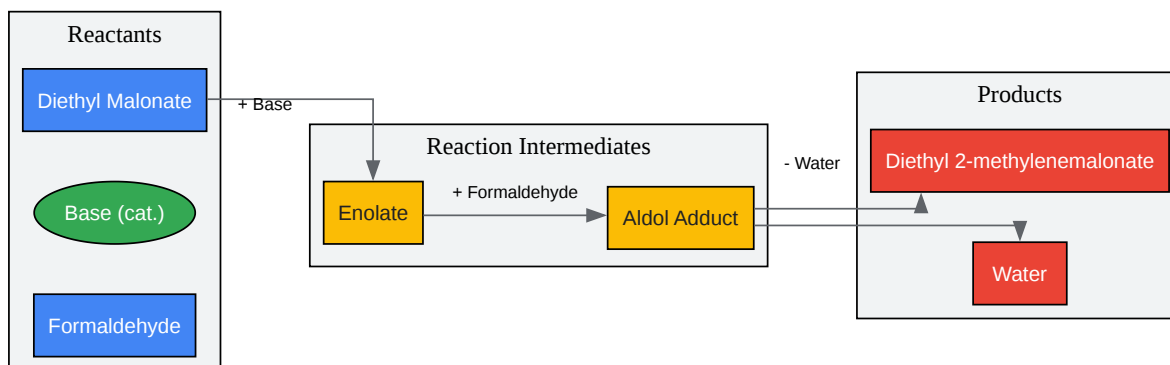 Reactants
Diethyl Malonate
+ Base
Base (cat.)
Formaldehyde
Reaction Intermediates
Enolate
+ Formaldehyde
Aldol Adduct
- Water
Products
Diethyl 2-methylenemalonate
Water